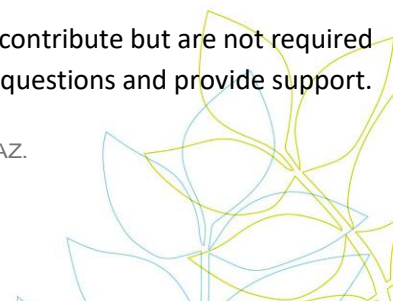 contribute but are not required
questions and provide support.
AZ.